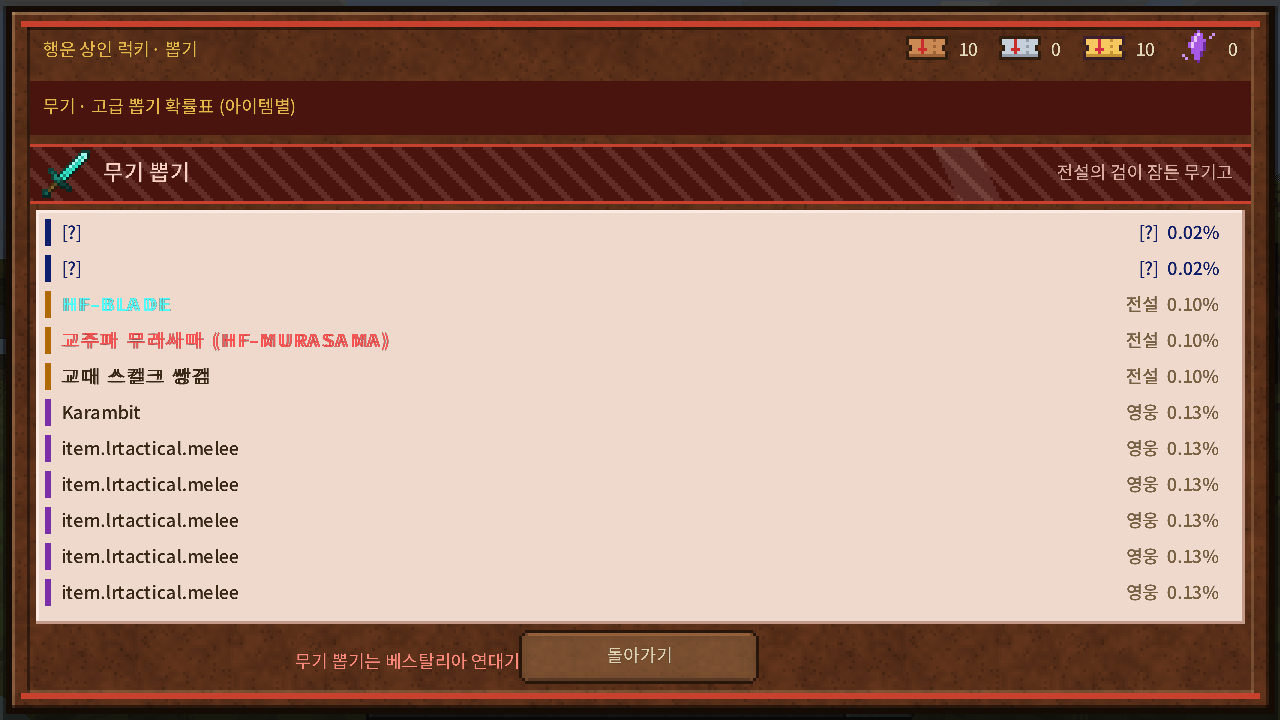 행운 상인 럭키 · 뽑기
10 0 10 0
무기 · 고급 뽑기 확률표 (아이템별)
무기 뽑기 전설의 검이 잠든 무기고
[?] [?] 0.02%
[?] [?] 0.02%
HF-BLADE 전설 0.10%
고주파 무라사마 (HF-MURASAMA) 전설 0.10%
고대 스컬크 쌍검 전설 0.10%
Karambit 영웅 0.13%
item.lrtactical.melee 영웅 0.13%
item.lrtactical.melee 영웅 0.13%
item.lrtactical.melee 영웅 0.13%
item.lrtactical.melee 영웅 0.13%
item.lrtactical.melee 영웅 0.13%
무기 뽑기는 베스탈리아 연대기
돌아가기